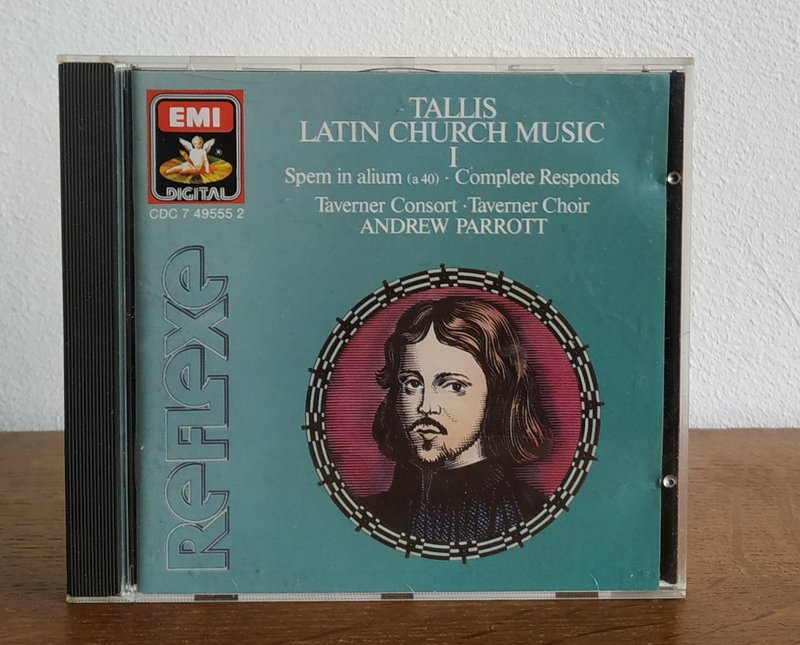 EMI
DIGITAL
CDC 7 49555 2
REFLEXE
TALLIS
LATIN CHURCH MUSIC
I
Spem in alium (a 40) · Complete Responds
Taverner Consort · Taverner Choir
ANDREW PARROTT